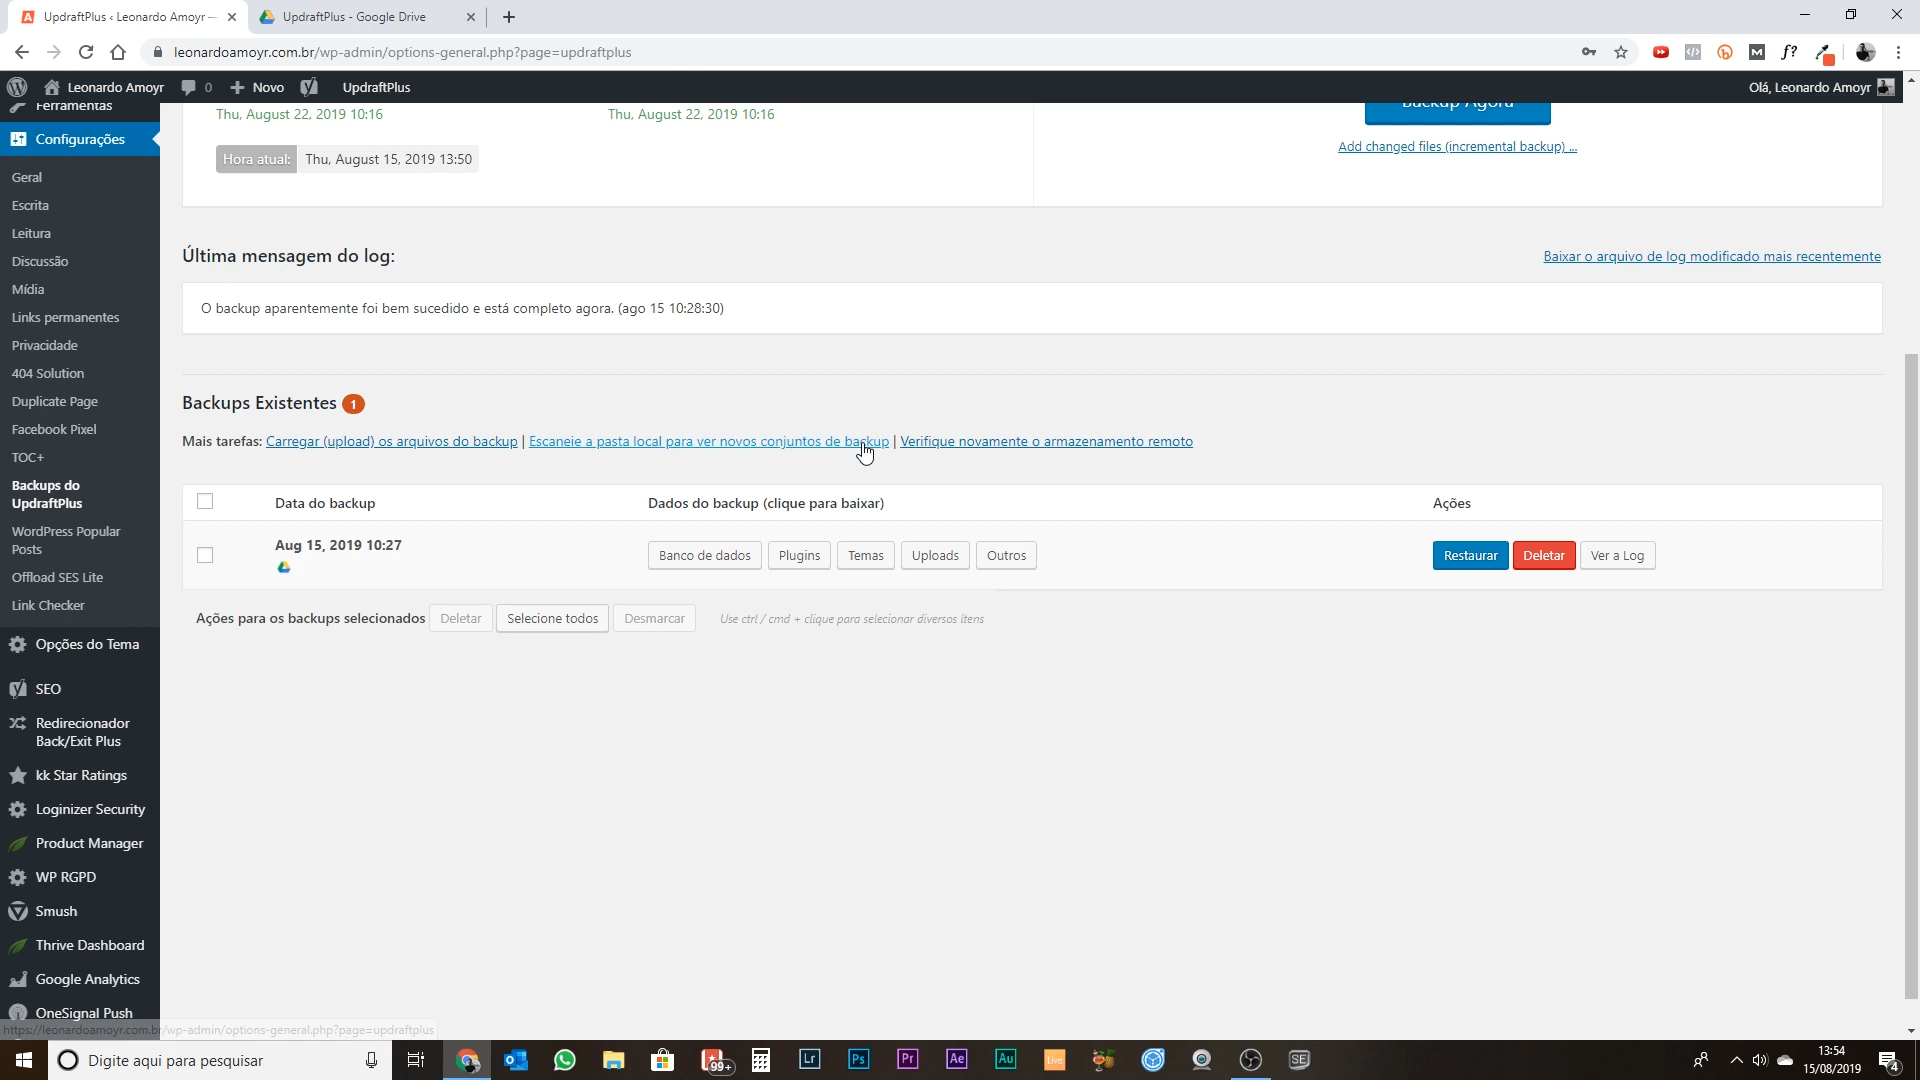 UpdraftPlus ‹ Leonardo Amoyr —
UpdraftPlus - Google Drive
leonardoamoyr.com.br/wp-admin/options-general.php?page=updraftplus
Leonardo Amoyr
0
Novo
UpdraftPlus
Olá, Leonardo Amoyr
Ferramentas
Configurações
Geral
Escrita
Leitura
Discussão
Mídia
Links permanentes
Privacidade
404 Solution
Duplicate Page
Facebook Pixel
TOC+
Backups do
UpdraftPlus
WordPress Popular
Posts
Offload SES Lite
Link Checker
Opções do Tema
SEO
Redirecionador
Back/Exit Plus
kk Star Ratings
Loginizer Security
Product Manager
WP RGPD
Smush
Thrive Dashboard
Google Analytics
OneSignal Push
Thu, August 22, 2019 10:16
Thu, August 22, 2019 10:16
Hora atual: Thu, August 15, 2019 13:50
Backup Agora
Add changed files (incremental backup) ...
Última mensagem do log:
Baixar o arquivo de log modificado mais recentemente
O backup aparentemente foi bem sucedido e está completo agora. (ago 15 10:28:30)
Backups Existentes 1
Mais tarefas: Carregar (upload) os arquivos do backup | Escaneie a pasta local para ver novos conjuntos de backup | Verifique novamente o armazenamento remoto
Data do backup
Dados do backup (clique para baixar)
Ações
Aug 15, 2019 10:27
Banco de dados
Plugins
Temas
Uploads
Outros
Restaurar
Deletar
Ver a Log
Ações para os backups selecionados
Deletar
Selecione todos
Desmarcar
Use ctrl / cmd + clique para selecionar diversos ítens
https://leonardoamoyr.com.br/wp-admin/options-general.php?page=updraftplus
Digite aqui para pesquisar
99+
Lr
Ps
Pr
Ae
Au
Live
SE
13:54
15/08/2019
4